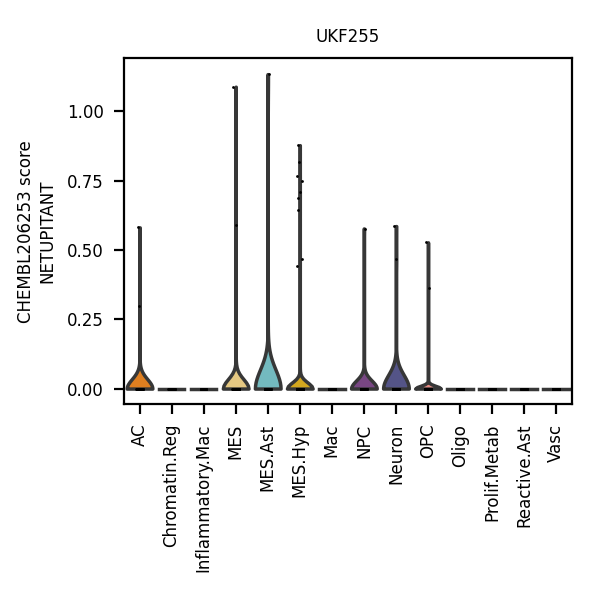 UKF255
CHEMBL206253 score
NETUPITANT
1.00
0.75
0.50
0.25
0.00
AC
Chromatin.Reg
Inflammatory.Mac
MES
MES.Ast
MES.Hyp
Mac
NPC
Neuron
OPC
Oligo
Prolif.Metab
Reactive.Ast
Vasc